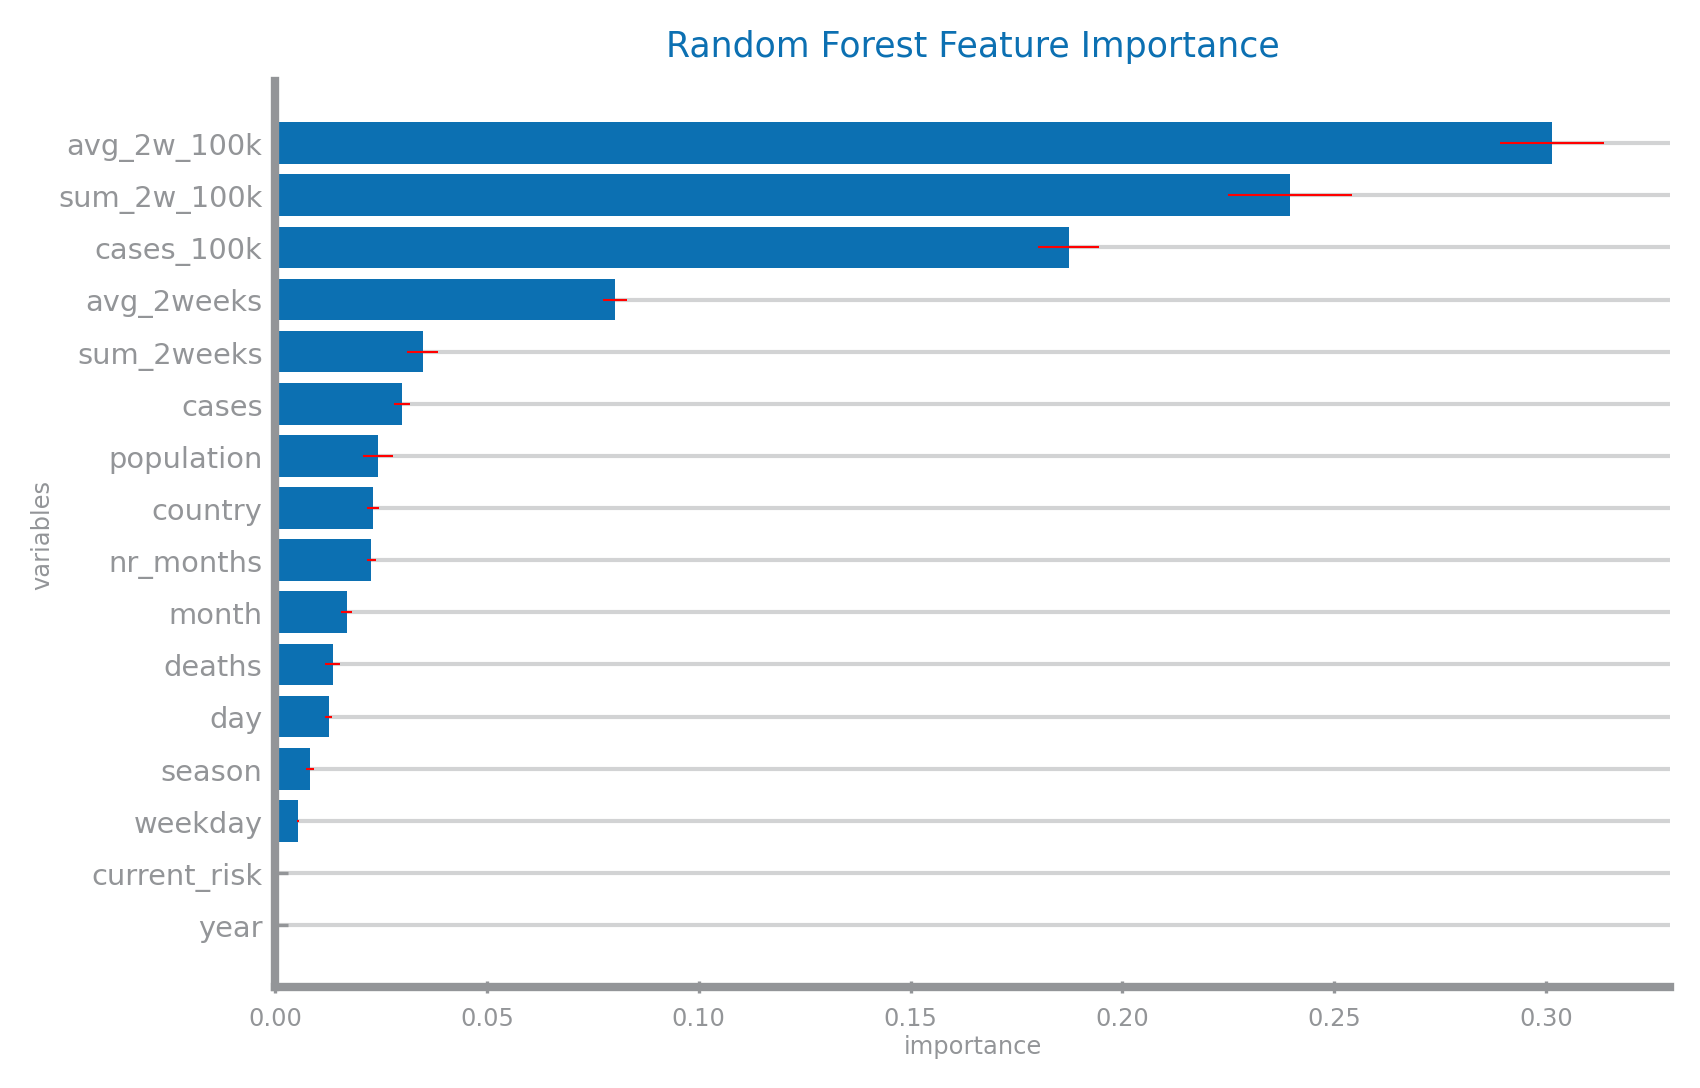 Random Forest Feature Importance
avg_2w_100k
sum_2w_100k
cases_100k
avg_2weeks
sum_2weeks
cases
population
country
nr_months
month
deaths
day
season
weekday
current_risk
year
variables
0.00 0.05 0.10 0.15 0.20 0.25 0.30
importance